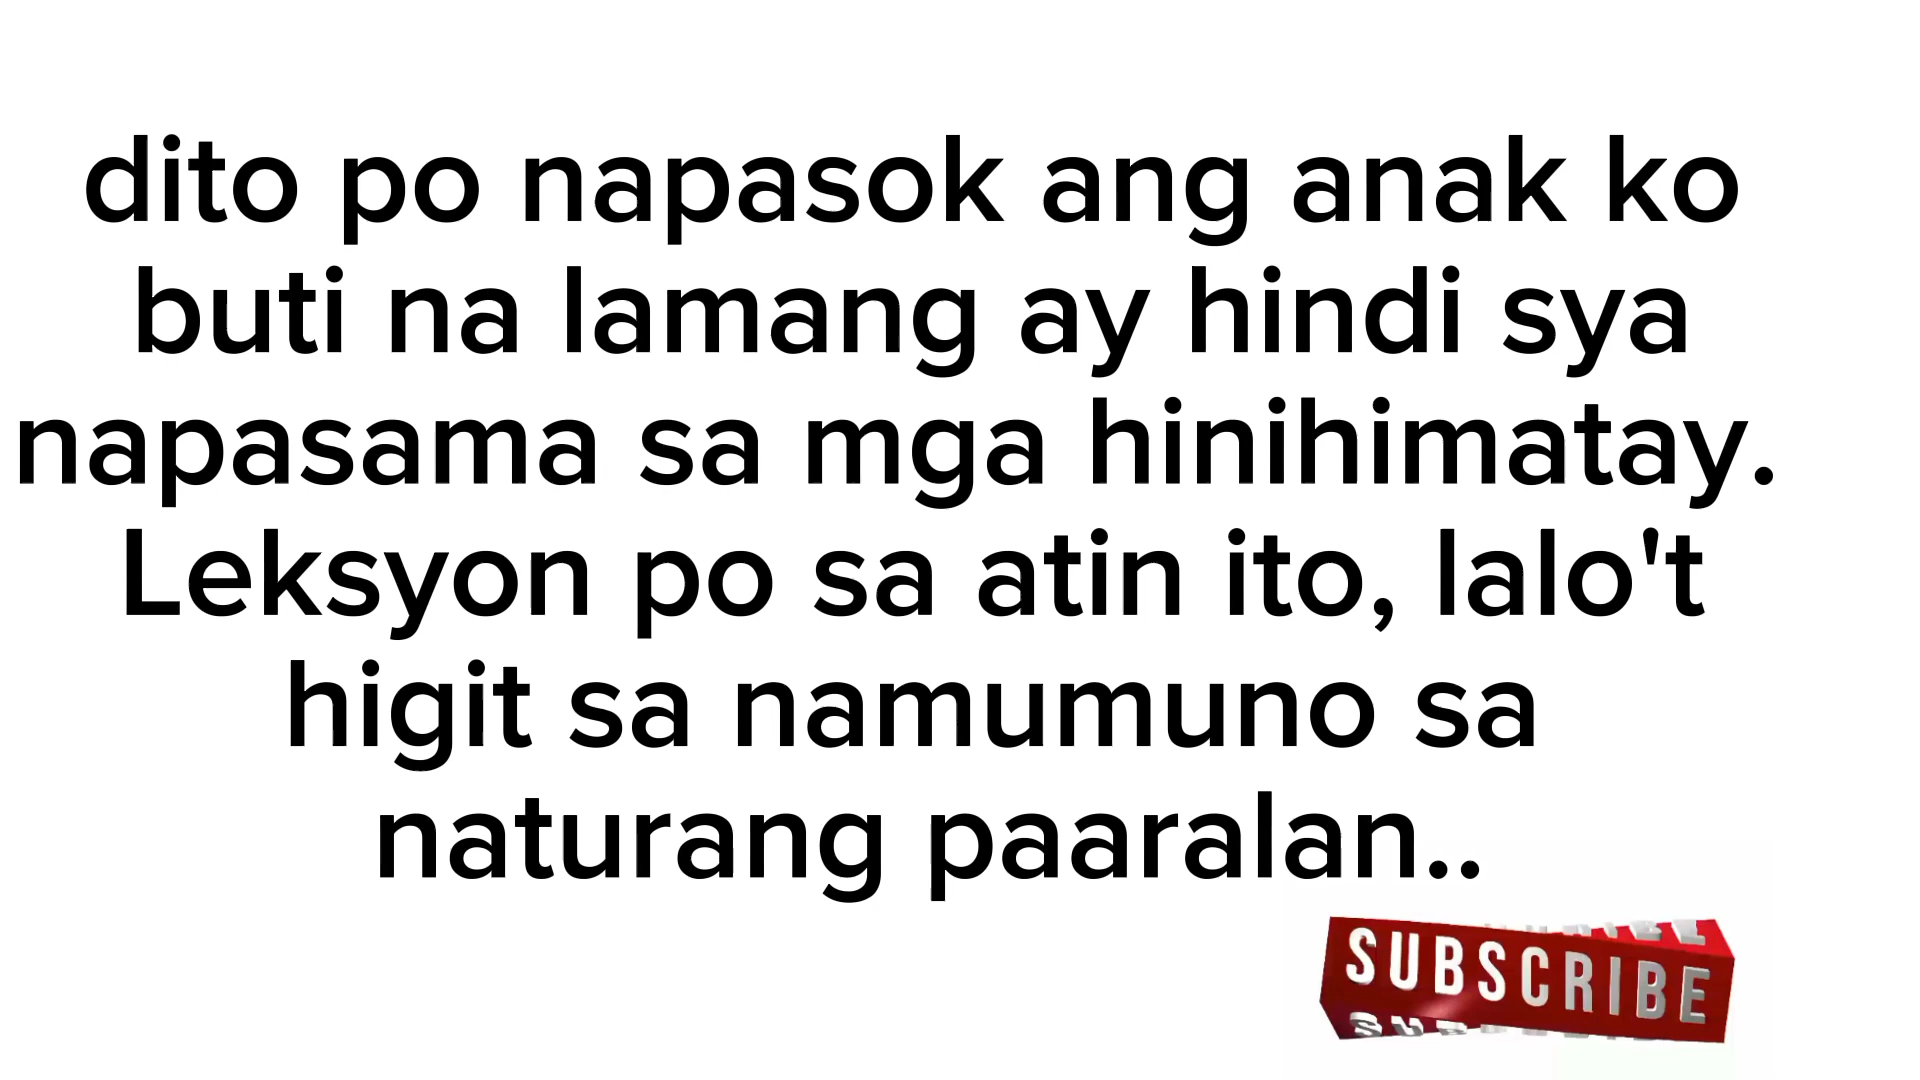 dito po napasok ang anak ko
buti na lamang ay hindi sya
napasama sa mga hinihimatay.
Leksyon po sa atin ito, lalo't
higit sa namumuno sa
naturang paaralan..
SUBSCRIBE